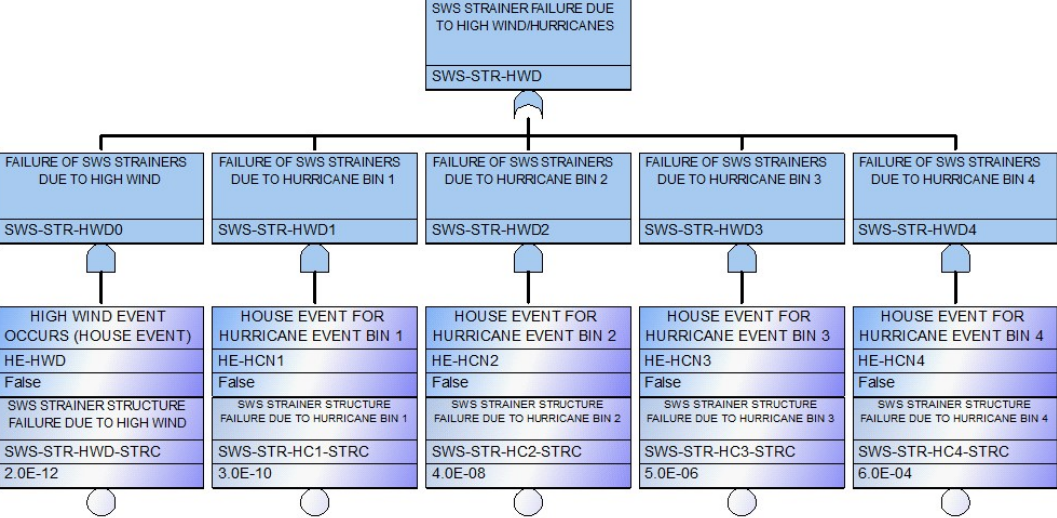 SWS STRAINER FAILURE DUE
TO HIGH WIND/HURRICANES
SWS-STR-HWD
FAILURE OF SWS STRAINERS
DUE TO HIGH WIND
SWS-STR-HWD0
FAILURE OF SWS STRAINERS
DUE TO HURRICANE BIN 1
SWS-STR-HWD1
FAILURE OF SWS STRAINERS
DUE TO HURRICANE BIN 2
SWS-STR-HWD2
FAILURE OF SWS STRAINERS
DUE TO HURRICANE BIN 3
SWS-STR-HWD3
FAILURE OF SWS STRAINERS
DUE TO HURRICANE BIN 4
SWS-STR-HWD4
HIGH WIND EVENT
OCCURS (HOUSE EVENT)
HE-HWD
False
SWS STRAINER STRUCTURE
FAILURE DUE TO HIGH WIND
SWS-STR-HWD-STRC
2.0E-12
HOUSE EVENT FOR
HURRICANE EVENT BIN 1
HE-HCN1
False
SWS STRAINER STRUCTURE
FAILURE DUE TO HURRICANE BIN 1
SWS-STR-HC1-STRC
3.0E-10
HOUSE EVENT FOR
HURRICANE EVENT BIN 2
HE-HCN2
False
SWS STRAINER STRUCTURE
FAILURE DUE TO HURRICANE BIN 2
SWS-STR-HC2-STRC
4.0E-08
HOUSE EVENT FOR
HURRICANE EVENT BIN 3
HE-HCN3
False
SWS STRAINER STRUCTURE
FAILURE DUE TO HURRICANE BIN 3
SWS-STR-HC3-STRC
5.0E-06
HOUSE EVENT FOR
HURRICANE EVENT BIN 4
HE-HCN4
False
SWS STRAINER STRUCTURE
FAILURE DUE TO HURRICANE BIN 4
SWS-STR-HC4-STRC
6.0E-04